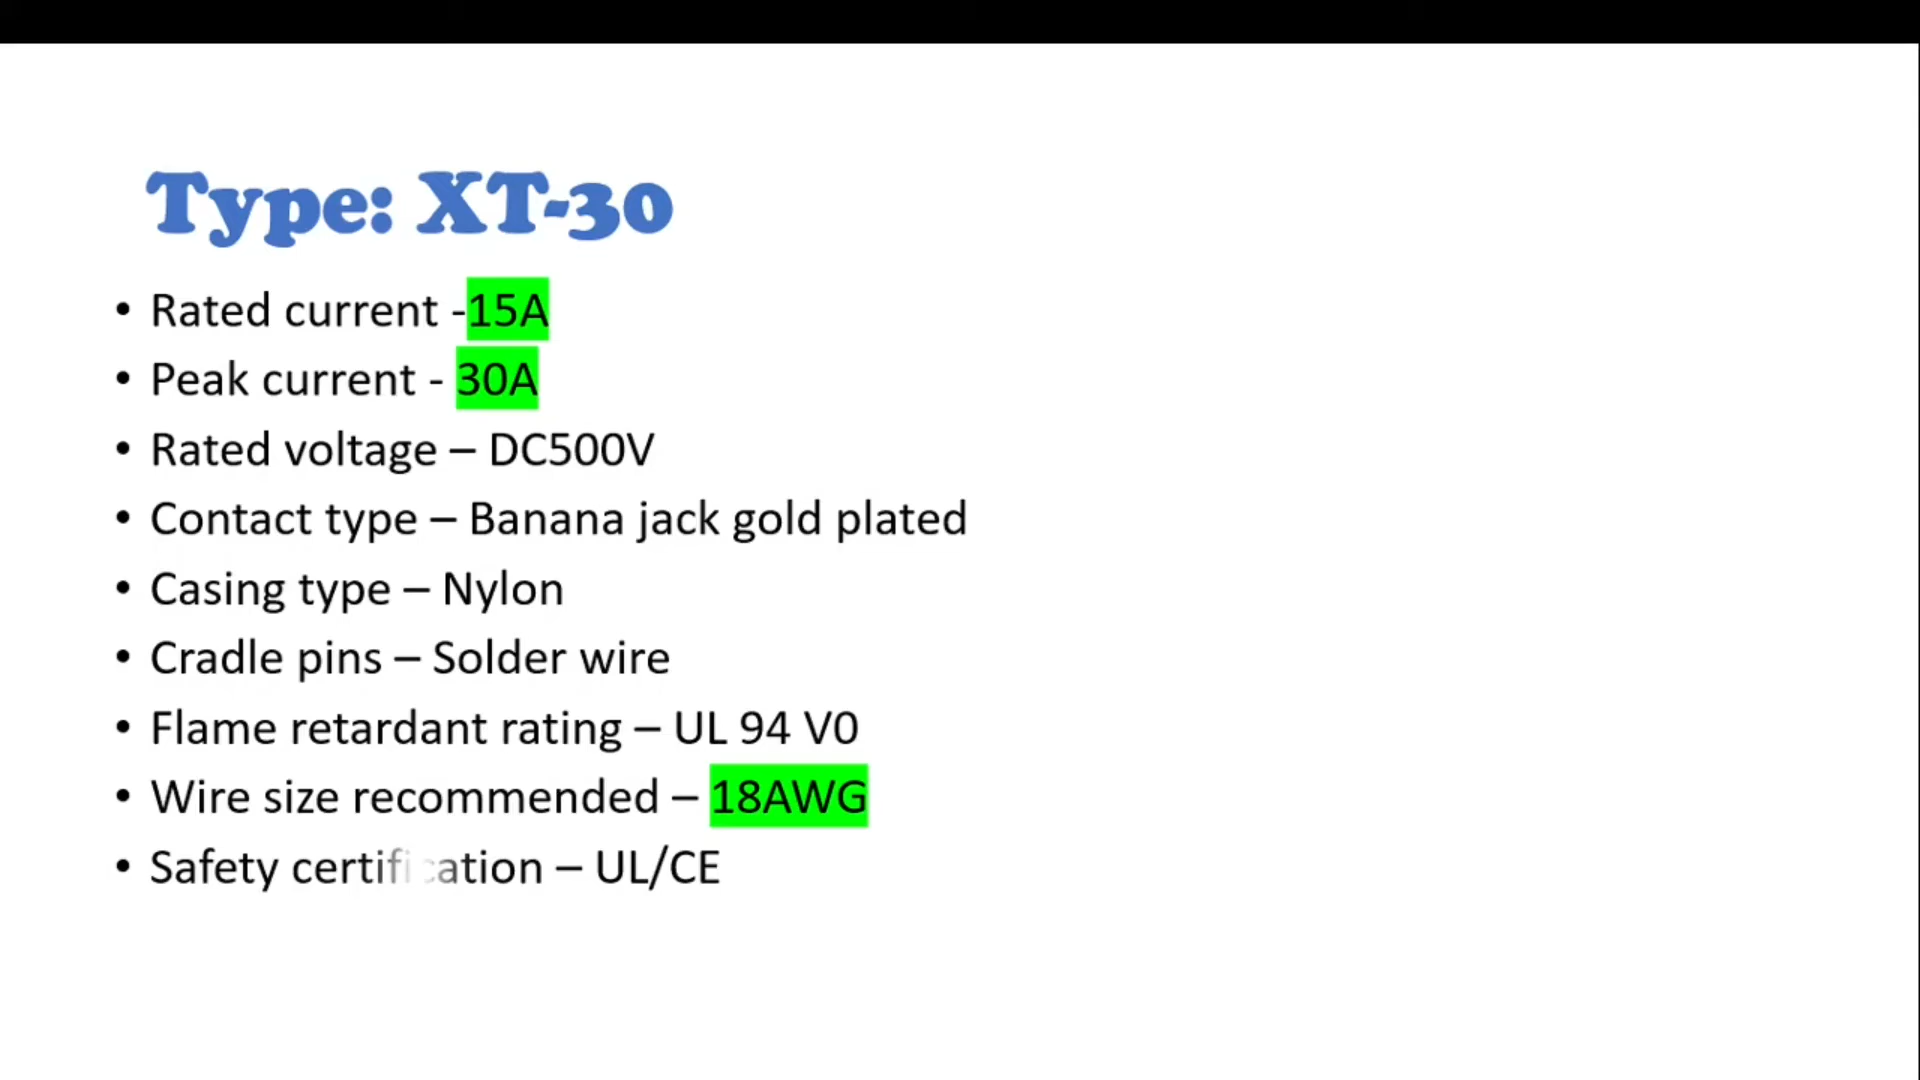 Type: XT-30
• Rated current -15A
• Peak current - 30A
• Rated voltage – DC500V
• Contact type – Banana jack gold plated
• Casing type – Nylon
• Cradle pins – Solder wire
• Flame retardant rating – UL 94 V0
• Wire size recommended – 18AWG
• Safety certification – UL/CE